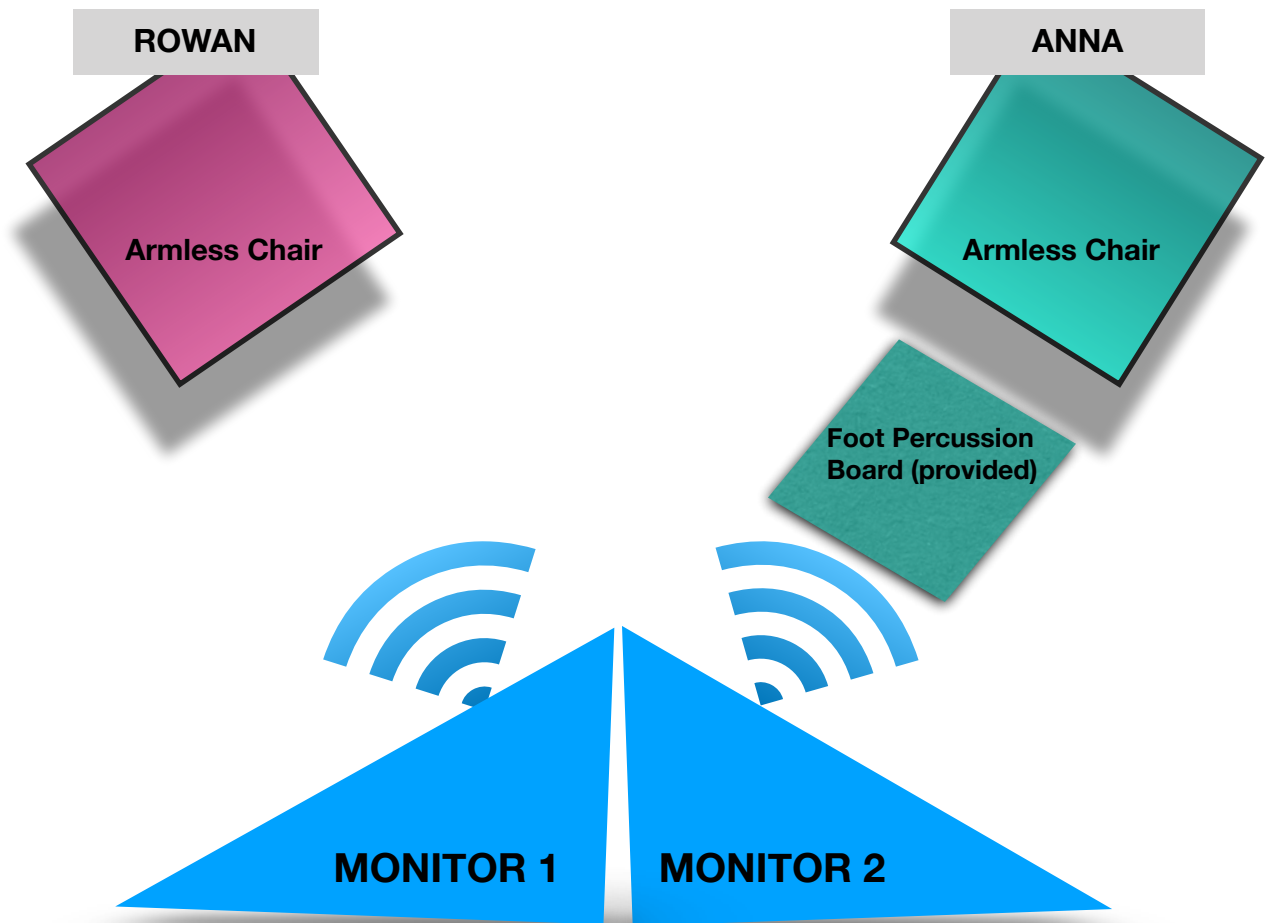 ROWAN
ANNA
Armless Chair
Armless Chair
Foot Percussion
Board (provided)
MONITOR 1
MONITOR 2